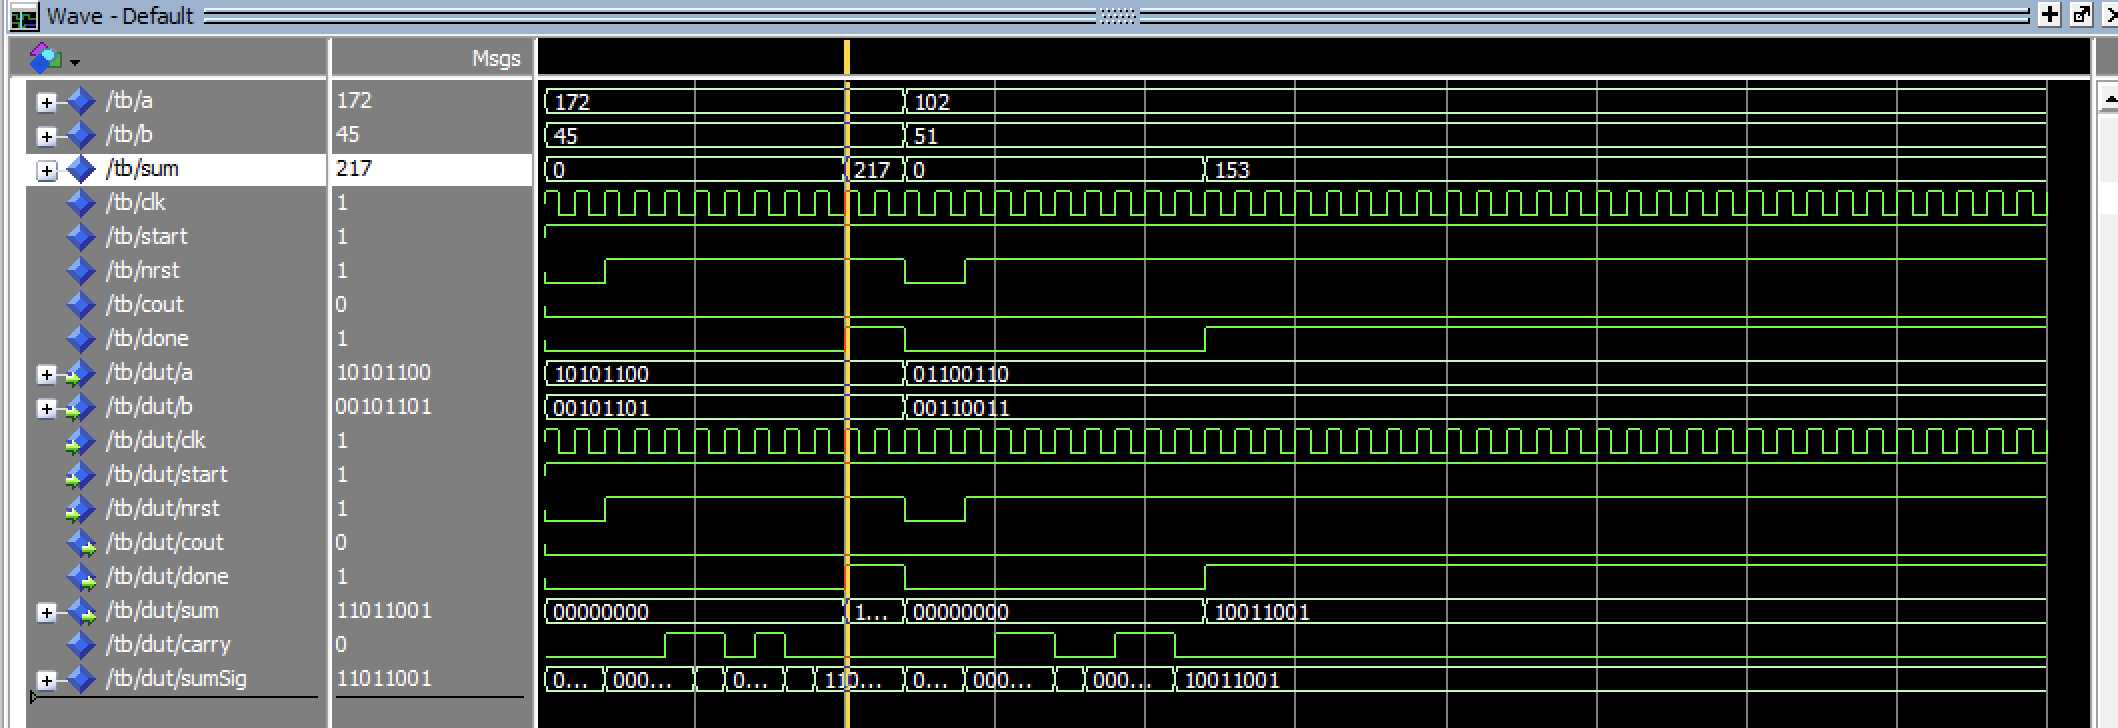 Wave - Default
Msgs
/tb/a 172 172 102
/tb/b 45 45 51
/tb/sum 217 0 217 0 153
/tb/clk 1
/tb/start 1
/tb/nrst 1
/tb/cout 0
/tb/done 1
/tb/dut/a 10101100 10101100 01100110
/tb/dut/b 00101101 00101101 00110011
/tb/dut/clk 1
/tb/dut/start 1
/tb/dut/nrst 1
/tb/dut/cout 0
/tb/dut/done 1
/tb/dut/sum 11011001 00000000 1... 00000000 10011001
/tb/dut/carry 0
/tb/dut/sumSig 11011001 0... 000... 0... 110... 0... 000... 000... 10011001